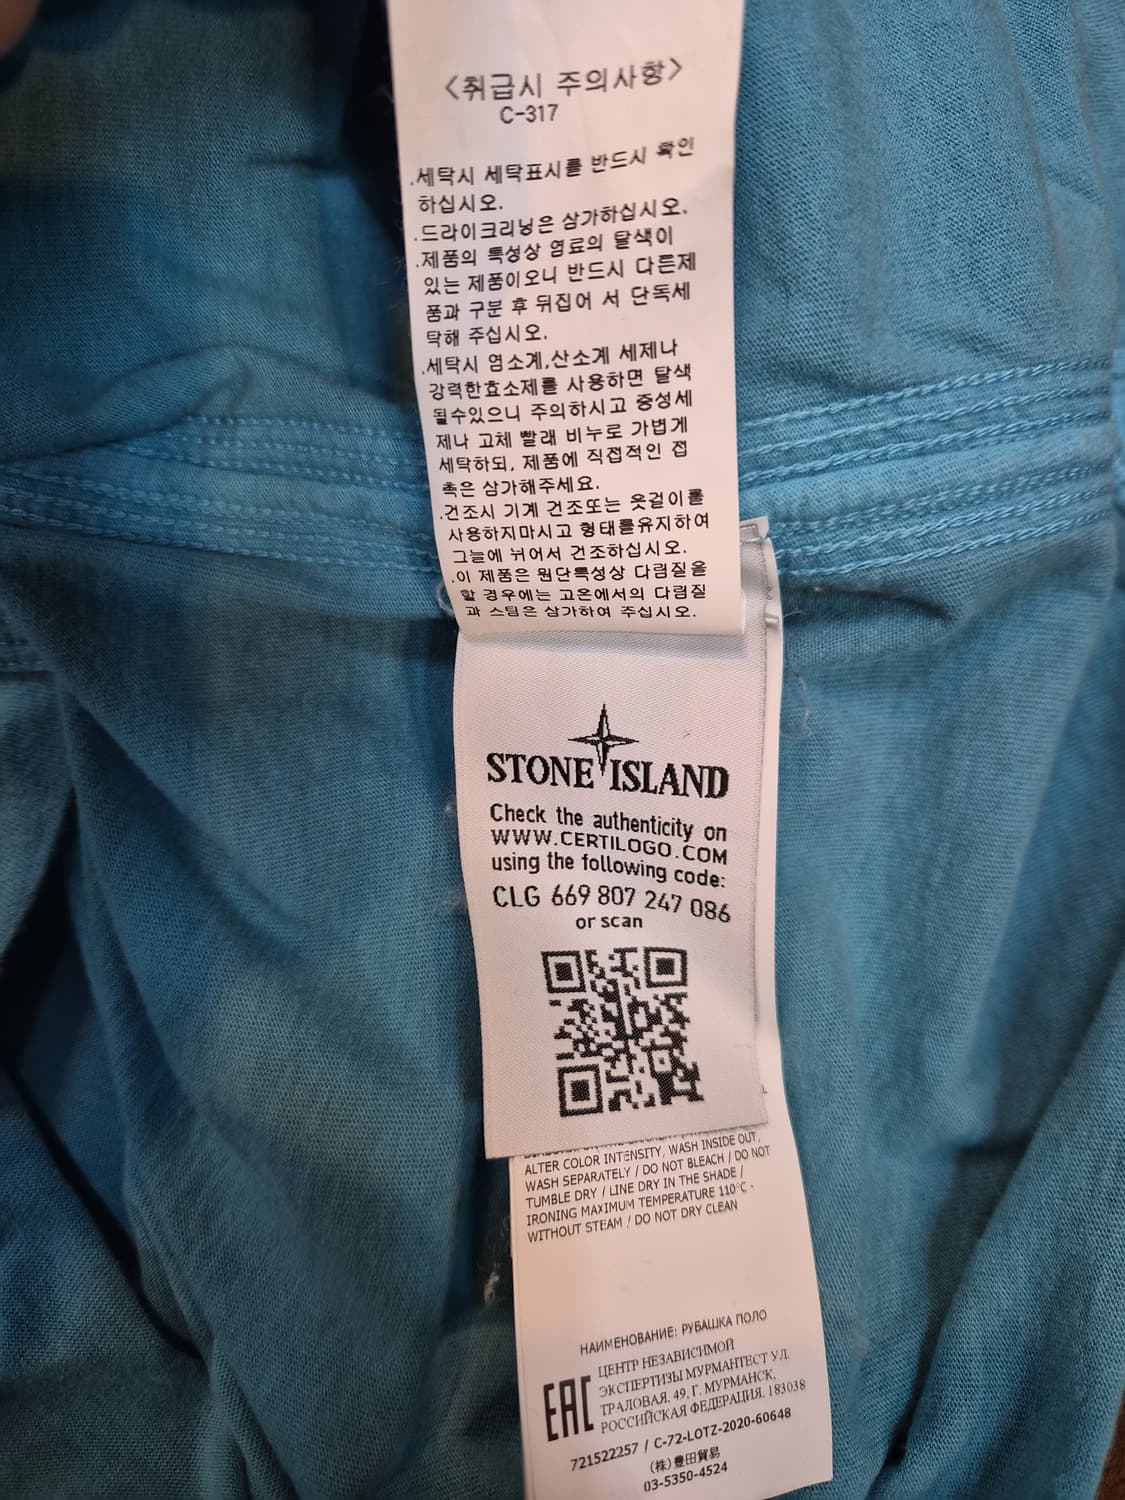 <취급시 주의사항>
C-317
.세탁시 세탁표시를 반드시 확인
하십시오.
.드라이크리닝은 삼가하십시오.
.제품의 특성상 염료의 탈색이
있는 제품이오니 반드시 다른제
품과 구분 후 뒤집어 서 단독세
탁해 주십시오.
.세탁시 염소계,산소계 세제나
강력한효소제를 사용하면 탈색
될수있으니 주의하시고 중성세
제나 고체 빨래 비누로 가볍게
세탁하되, 제품에 직접적인 접
촉은 삼가해주세요.
.건조시 기계 건조또는 옷걸이를
사용하지마시고 형태를유지하여
그늘에 뉘어서 건조하십시오.
.이 제품은 원단특성상 다림질을
할 경우에는 고온에서의 다림질
과 스팀은 삼가하여 주십시오.
STONE ISLAND
Check the authenticity on
WWW.CERTILOGO.COM
using the following code:
CLG 669 807 247 086
or scan
ALTER COLOR INTENSITY, WASH INSIDE OUT,
WASH SEPARATELY / DO NOT BLEACH / DO NOT
TUMBLE DRY / LINE DRY IN THE SHADE /
IRONING MAXIMUM TEMPERATURE 110°C -
WITHOUT STEAM / DO NOT DRY CLEAN
НАИМЕНОВАНИЕ: РУБАШКА ПОЛО
EAC
ЦЕНТР НЕЗАВИСИМОЙ
ЭКСПЕРТИЗЫ МУРМАНТЕСТ УЛ.
ТРАЛОВАЯ, 49, Г. МУРМАНСК,
РОССИЙСКАЯ ФЕДЕРАЦИЯ, 183038
721522257 / C-72-LOTZ-2020-60648
(株)豊田貿易
03-5350-4524